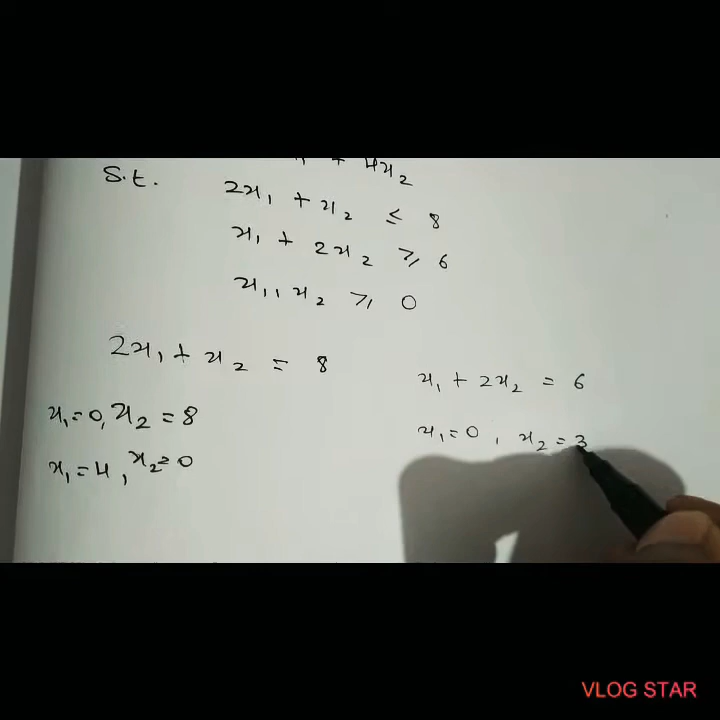 + 4x₂
S.t.
2x₁ + x₂ ≤ 8
x₁ + 2x₂ ≥ 6
x₁, x₂ ≥ 0
2x₁ + x₂ = 8
x₁ = 0, x₂ = 8
x₁ = 4, x₂ = 0
x₁ + 2x₂ = 6
x₁ = 0, x₂ = 3
VLOG STAR